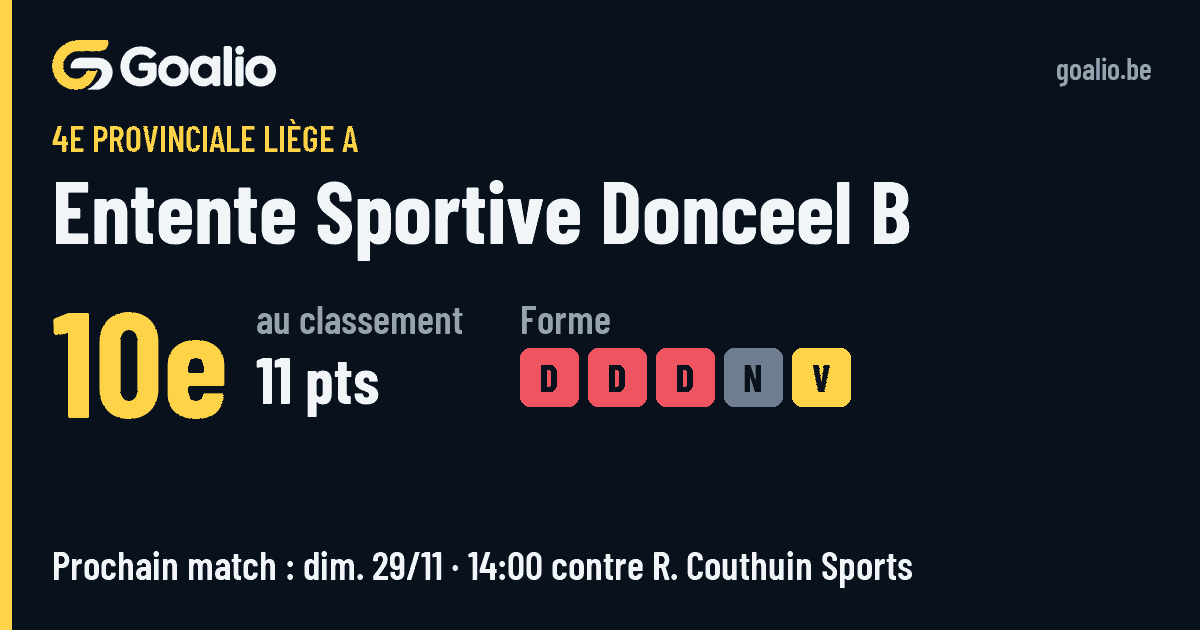 Goalio
goalio.be
4E PROVINCIALE LIÈGE A
Entente Sportive Donceel B
10e
au classement
11 pts
Forme
D D D N V
Prochain match : dim. 29/11 · 14:00 contre R. Couthuin Sports